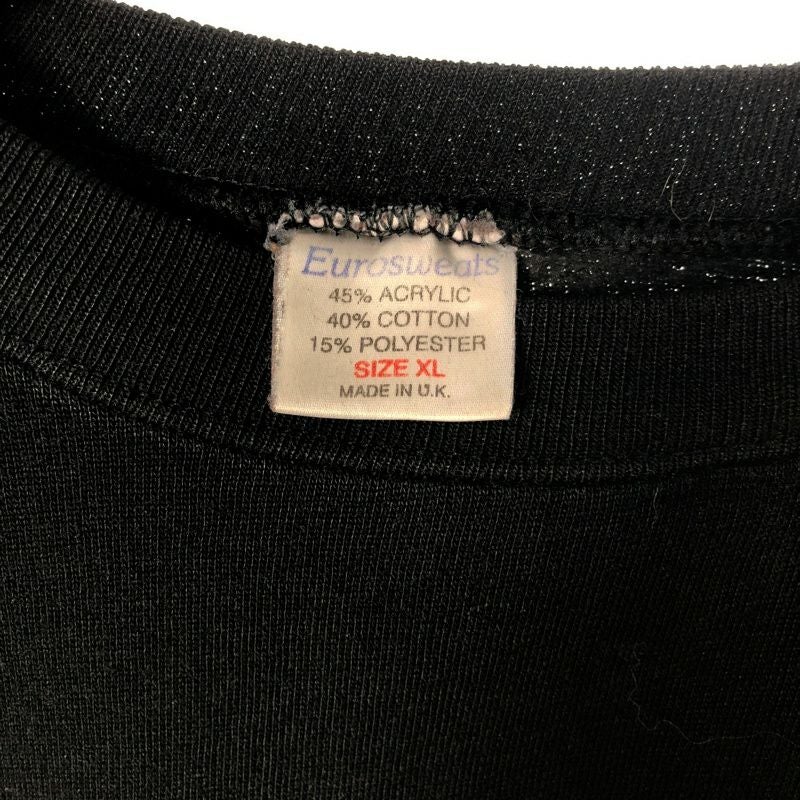 Eurosweats
45% ACRYLIC
40% COTTON
15% POLYESTER
SIZE XL
MADE IN U.K.